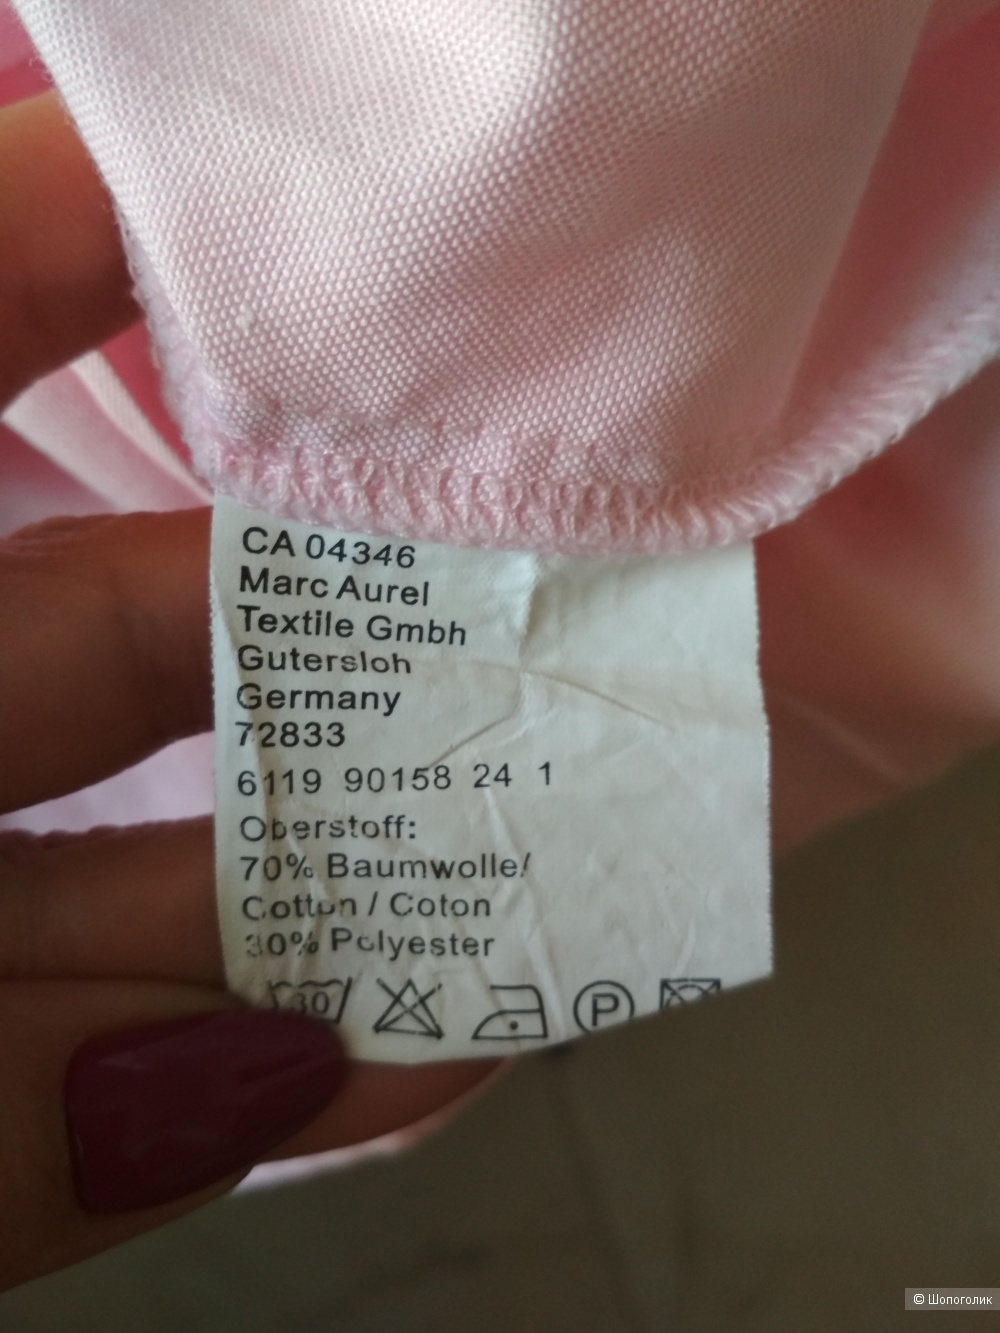 CA 04346
Marc Aurel
Textile Gmbh
Gutersloh
Germany
72833
6119 90158 24 1
Oberstoff:
70% Baumwolle/
Cotton / Coton
30% Polyester
30
P
© Шопоголик